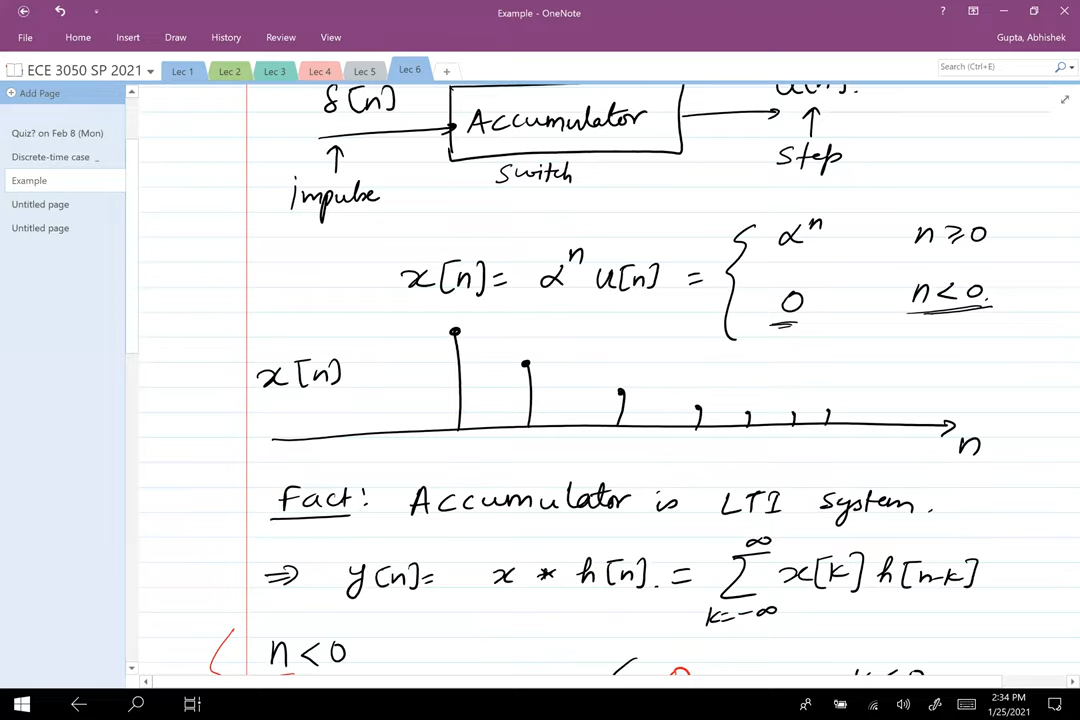 Example - OneNote
?
File Home Insert Draw History Review View
Gupta, Abhishek
ECE 3050 SP 2021
Lec 1 Lec 2 Lec 3 Lec 4 Lec 5 Lec 6 +
Search (Ctrl+E)
Add Page
Quiz? on Feb 8 (Mon)
Discrete-time case _
Example
Untitled page
Untitled page
δ[n] Accumulator u[n].
switch
impulse
step
x[n] = α^n u[n] = { α^n n ≥ 0
0 n < 0.
x[n]
n
Fact: Accumulator is LTI system.
⇒ y[n] = x * h[n]. = ∑_{k=-∞}^{∞} x[k] h[n-k]
n < 0
2:34 PM
1/25/2021